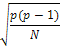 √(p(p − 1)/N)